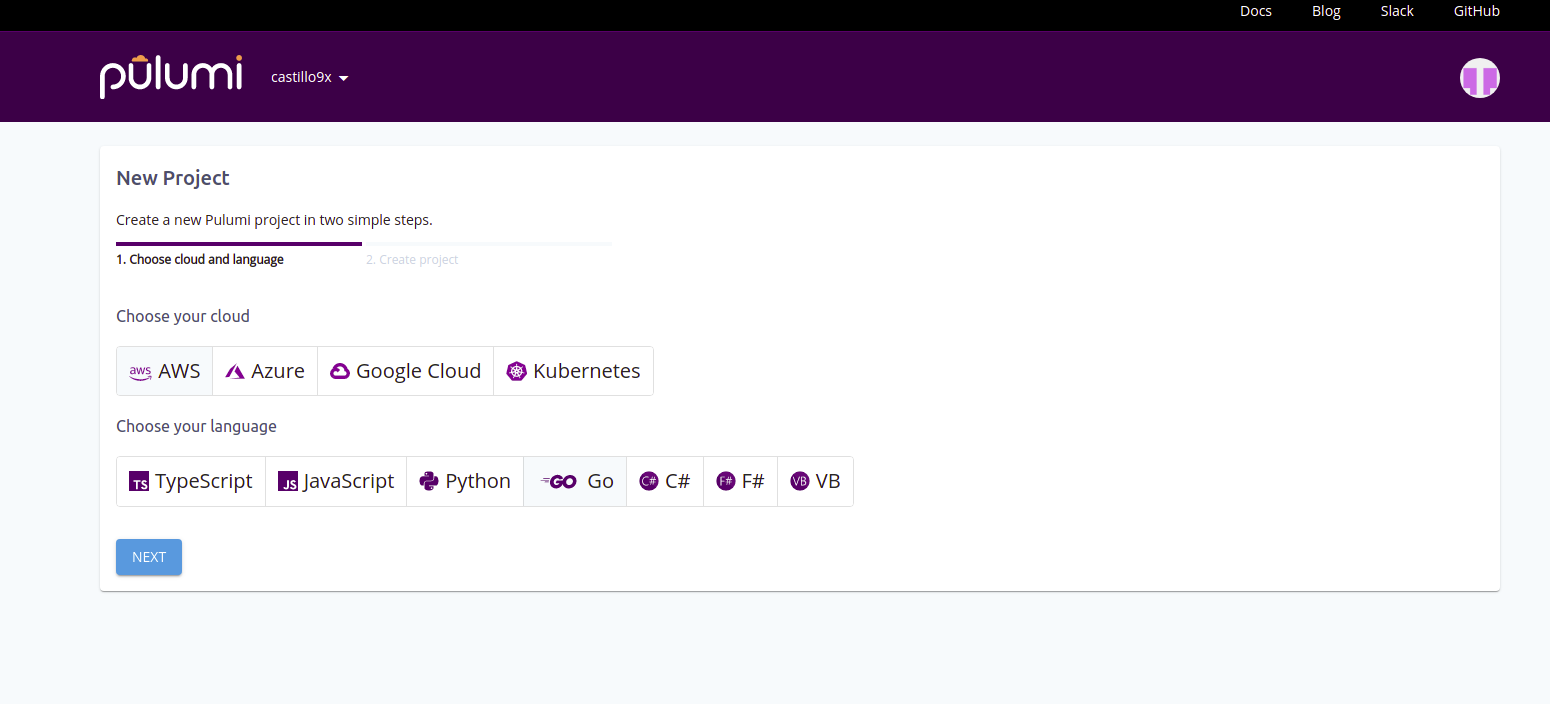 Docs Blog Slack GitHub
pulumi castillo9x
New Project
Create a new Pulumi project in two simple steps.
1. Choose cloud and language 2. Create project
Choose your cloud
aws AWS Azure Google Cloud Kubernetes
Choose your language
TS TypeScript JS JavaScript Python GO Go C# C# F# F# VB VB
NEXT